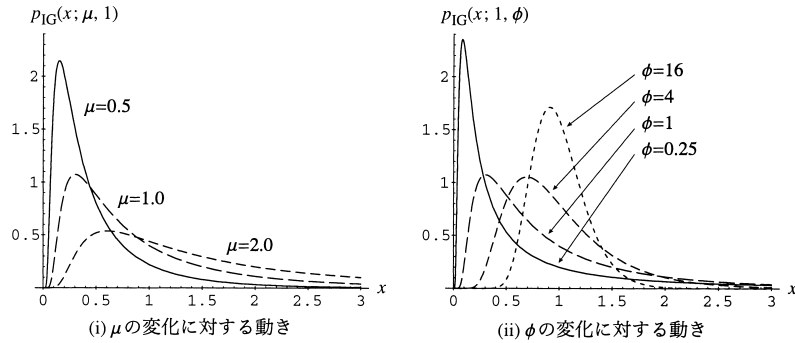 p_IG(x; μ, 1)
2
1.5
1
0.5
0 0.5 1 1.5 2 2.5 3 x
μ=0.5
μ=1.0
μ=2.0
(i) μの変化に対する動き
p_IG(x; 1, ϕ)
2
1.5
1
0.5
0 0.5 1 1.5 2 2.5 3 x
ϕ=16
ϕ=4
ϕ=1
ϕ=0.25
(ii) ϕの変化に対する動き